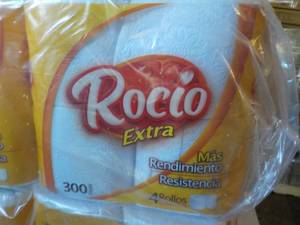 Rocio
Extra
Más
Rendimiento
Resistencia
300
4 Rollos